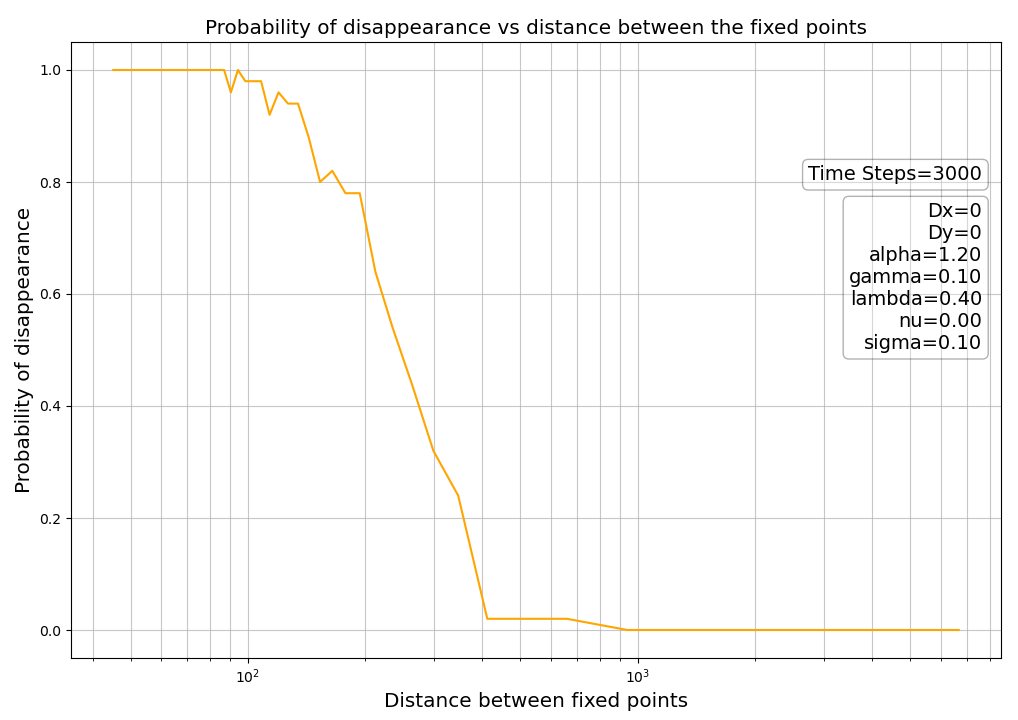 Probability of disappearance vs distance between the fixed points
Probability of disappearance
1.0
0.8
0.6
0.4
0.2
0.0
Time Steps=3000
Dx=0
Dy=0
alpha=1.20
gamma=0.10
lambda=0.40
nu=0.00
sigma=0.10
10²
10³
Distance between fixed points